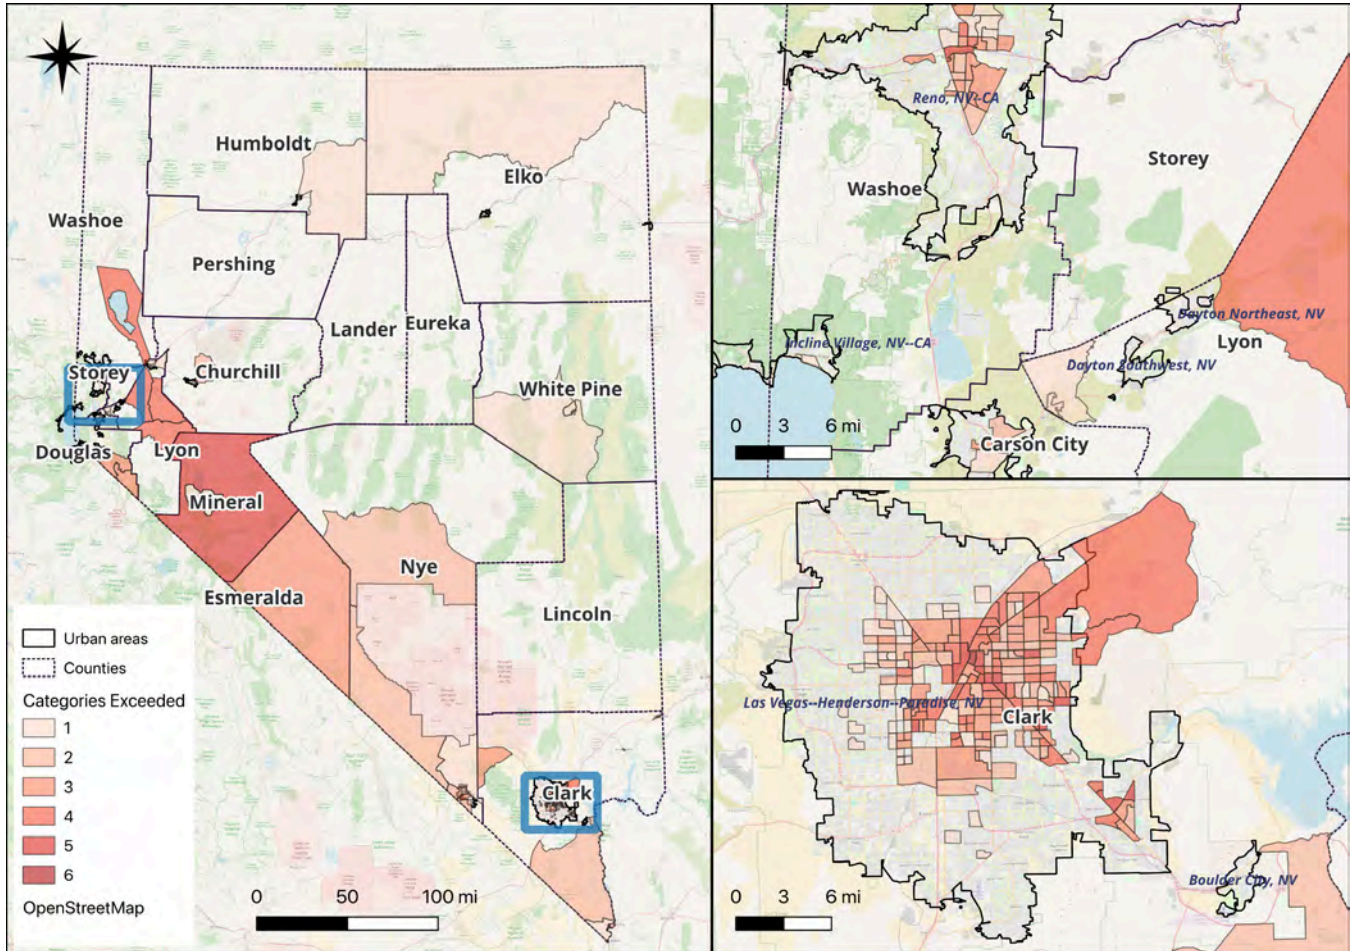 Humboldt
Elko
Washoe
Pershing
Lander
Eureka
Storey
Churchill
White Pine
Douglas
Lyon
Mineral
Nye
Esmeralda
Lincoln
Clark
Urban areas
Counties
Categories Exceeded
1
2
3
4
5
6
OpenStreetMap
0 50 100 mi
Reno, NV--CA
Storey
Washoe
Dayton Northeast, NV
Incline Village, NV--CA
Lyon
Dayton Southwest, NV
0 3 6 mi
Carson City
Las Vegas--Henderson--Paradise, NV
Clark
Boulder City, NV
0 3 6 mi